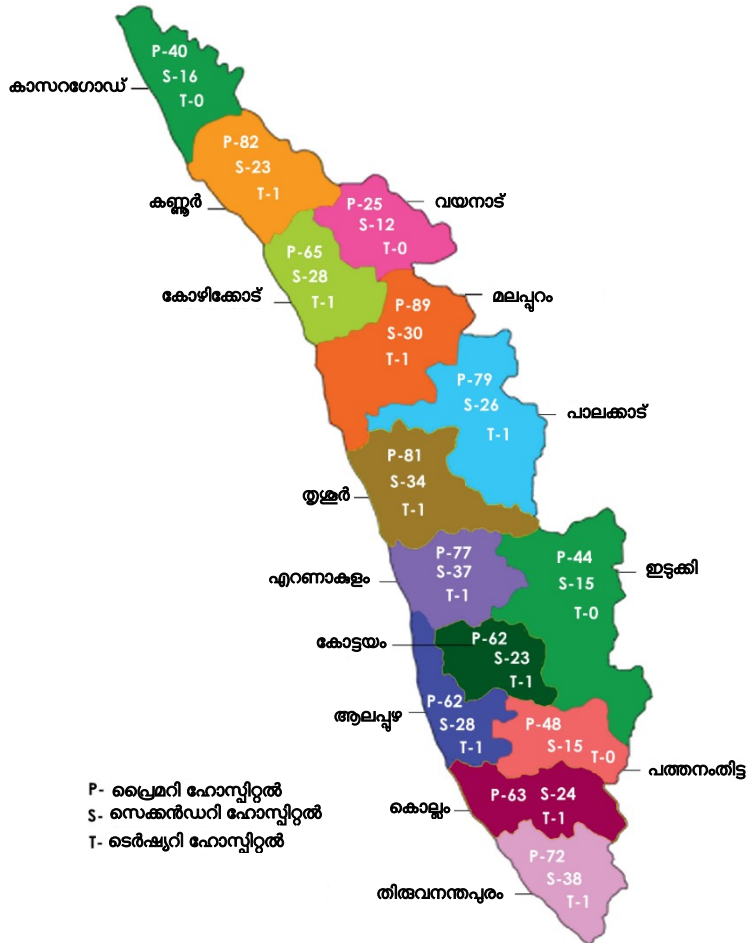 P-40
S-16
T-0
കാസറഗോഡ്
P-82
S-23
T-1
കണ്ണൂർ
P-25
S-12
T-0
വയനാട്
P-65
S-28
T-1
കോഴിക്കോട്
P-89
S-30
T-1
മലപ്പുറം
P-79
S-26
T-1
പാലക്കാട്
P-81
S-34
T-1
തൃശൂർ
P-77
S-37
T-1
എറണാകുളം
P-44
S-15
T-0
ഇടുക്കി
P-62
S-23
T-1
കോട്ടയം
P-62
S-28
T-1
ആലപ്പുഴ
P-48
S-15
T-0
പത്തനംതിട്ട
P-63 S-24
T-1
കൊല്ലം
P-72
S-38
T-1
തിരുവനന്തപുരം
P- പ്രൈമറി ഹോസ്പിറ്റൽ
S- സെക്കൻഡറി ഹോസ്പിറ്റൽ
T- ടെർഷ്യറി ഹോസ്പിറ്റൽ